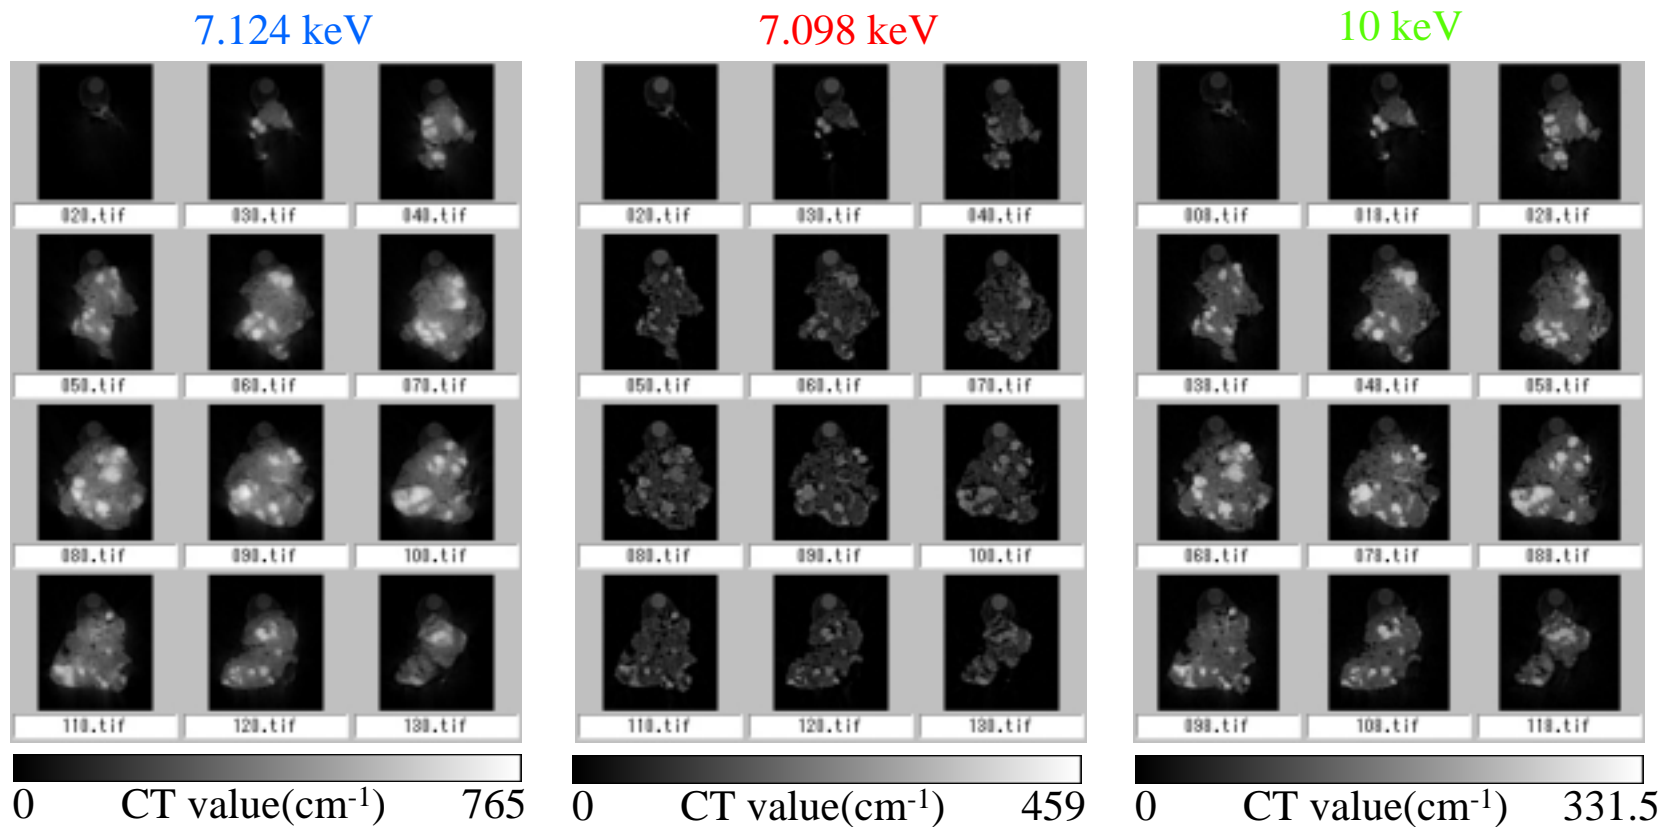 7.124 keV
7.098 keV
10 keV
020.tif 030.tif 040.tif
020.tif 030.tif 040.tif
008.tif 018.tif 028.tif
050.tif 060.tif 070.tif
050.tif 060.tif 070.tif
038.tif 048.tif 058.tif
080.tif 090.tif 100.tif
080.tif 090.tif 100.tif
068.tif 078.tif 088.tif
110.tif 120.tif 130.tif
110.tif 120.tif 130.tif
098.tif 108.tif 118.tif
0 CT value(cm⁻¹) 765
0 CT value(cm⁻¹) 459
0 CT value(cm⁻¹) 331.5